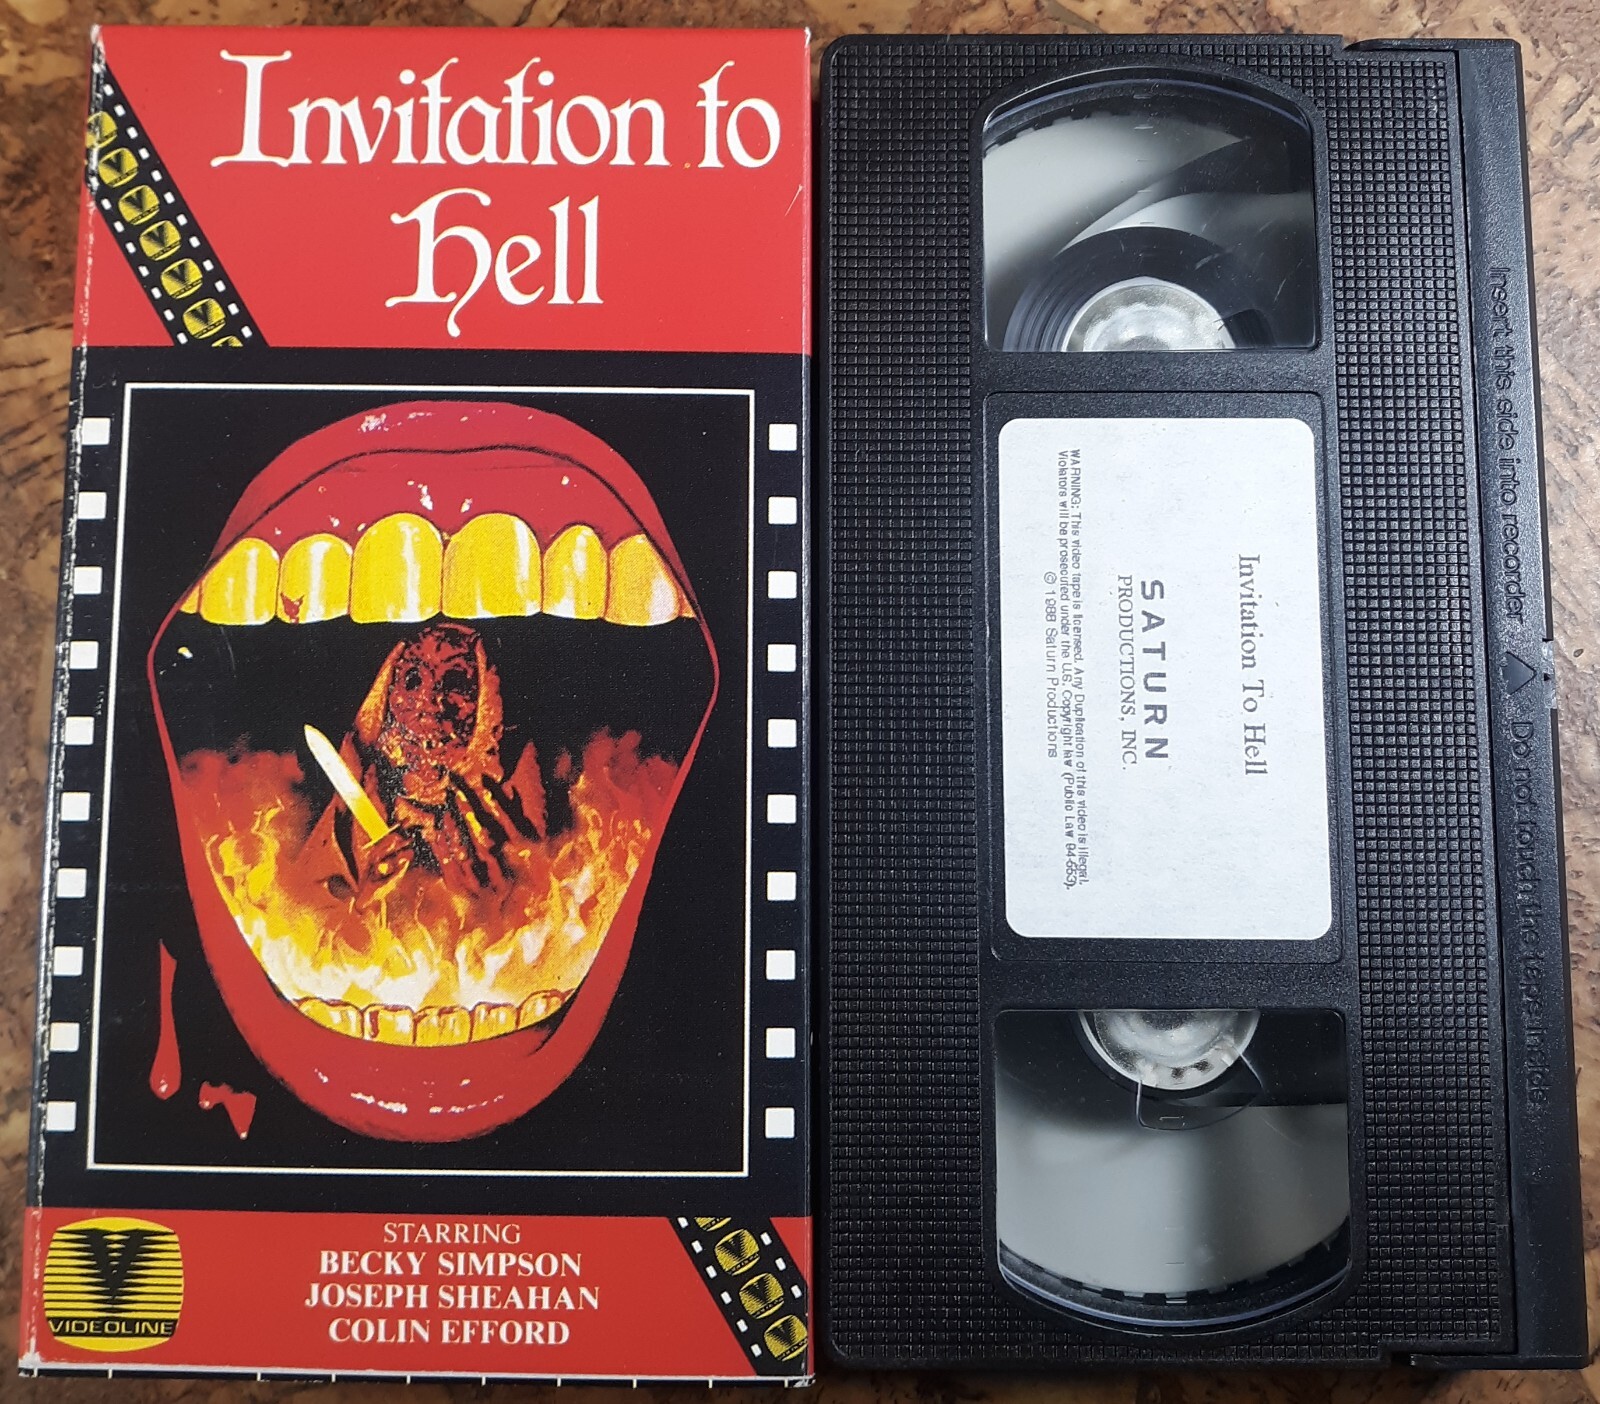 Invitation to
Hell
STARRING
BECKY SIMPSON
JOSEPH SHEAHAN
COLIN EFFORD
VIDEOLINE
Invitation To Hell
SATURN
PRODUCTIONS, INC.
WARNING: This video tape is licensed. Any Duplication of this video is illegal.
Violators will be prosecuted under the U.S. Copyright law (Public Law 94-553).
© 1988 Saturn Productions
Insert this side into recorder
Do not touch the tape inside